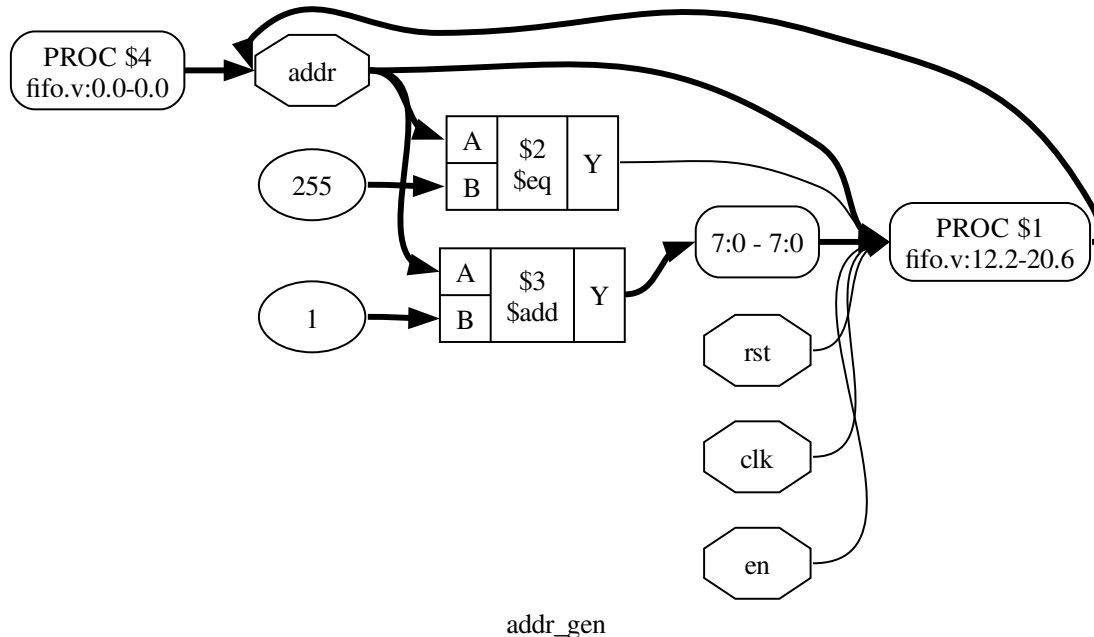 PROC $4
fifo.v:0.0-0.0
addr
A
B
$2
$eq
Y
255
7:0 - 7:0
PROC $1
fifo.v:12.2-20.6
A
B
$3
$add
Y
1
rst
clk
en
addr_gen